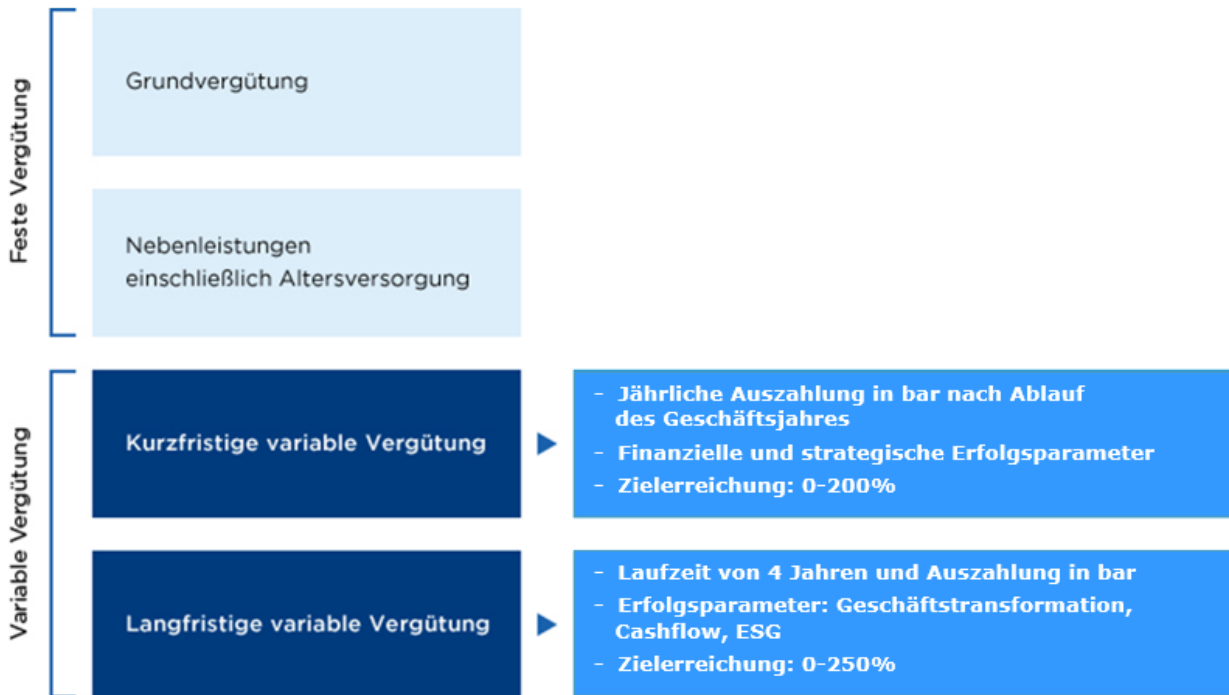 Feste Vergütung
Grundvergütung
Nebenleistungen
einschließlich Altersversorgung
Variable Vergütung
Kurzfristige variable Vergütung
- Jährliche Auszahlung in bar nach Ablauf
des Geschäftsjahres
- Finanzielle und strategische Erfolgsparameter
- Zielerreichung: 0-200%
Langfristige variable Vergütung
- Laufzeit von 4 Jahren und Auszahlung in bar
- Erfolgsparameter: Geschäftstransformation,
Cashflow, ESG
- Zielerreichung: 0-250%